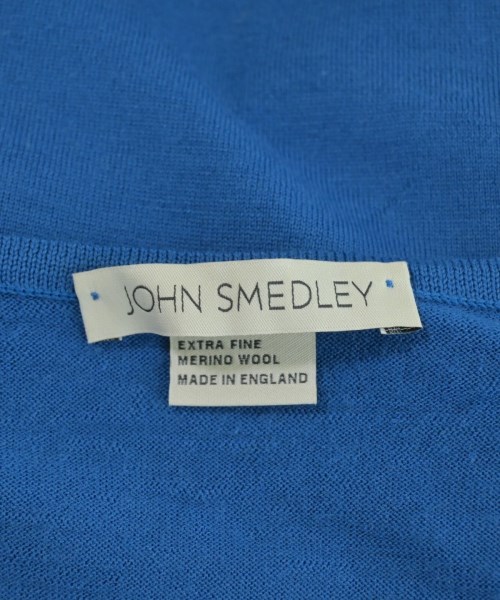 JOHN SMEDLEY
EXTRA FINE
MERINO WOOL
MADE IN ENGLAND